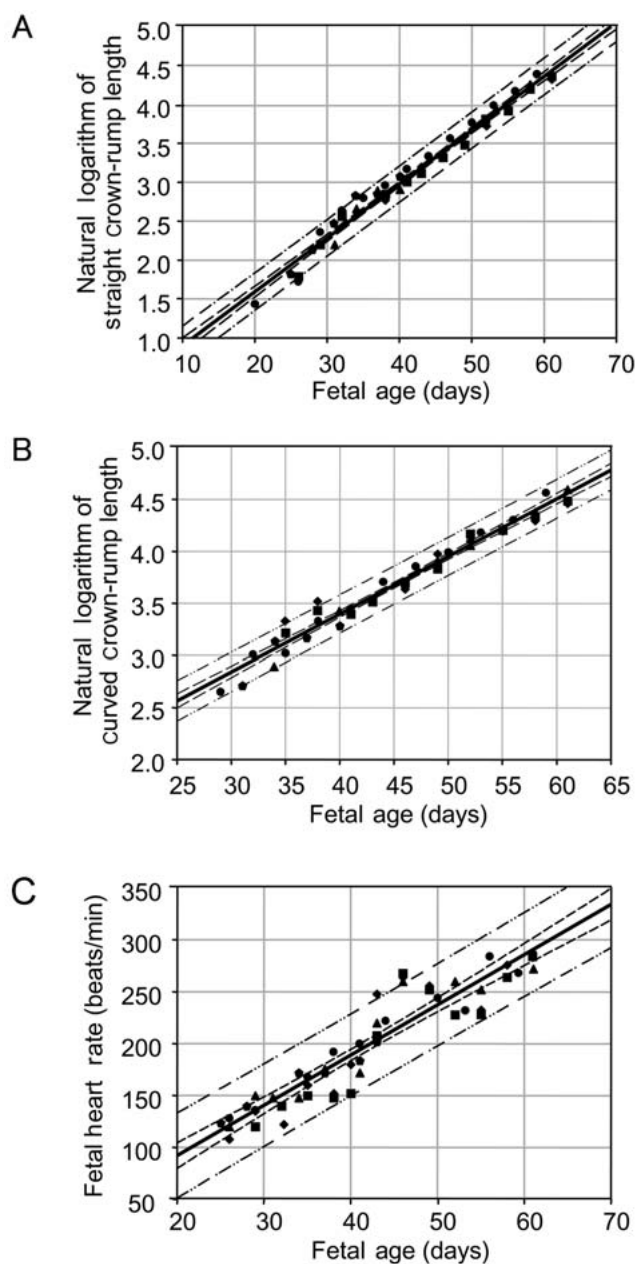 A
Natural logarithm of
straight crown-rump length
5.0
4.5
4.0
3.5
3.0
2.5
2.0
1.5
1.0
10 20 30 40 50 60 70
Fetal age (days)
B
Natural logarithm of
curved crown-rump length
5.0
4.5
4.0
3.5
3.0
2.5
2.0
25 30 35 40 45 50 55 60 65
Fetal age (days)
C
Fetal heart rate (beats/min)
350
300
250
200
150
100
50
20 30 40 50 60 70
Fetal age (days)